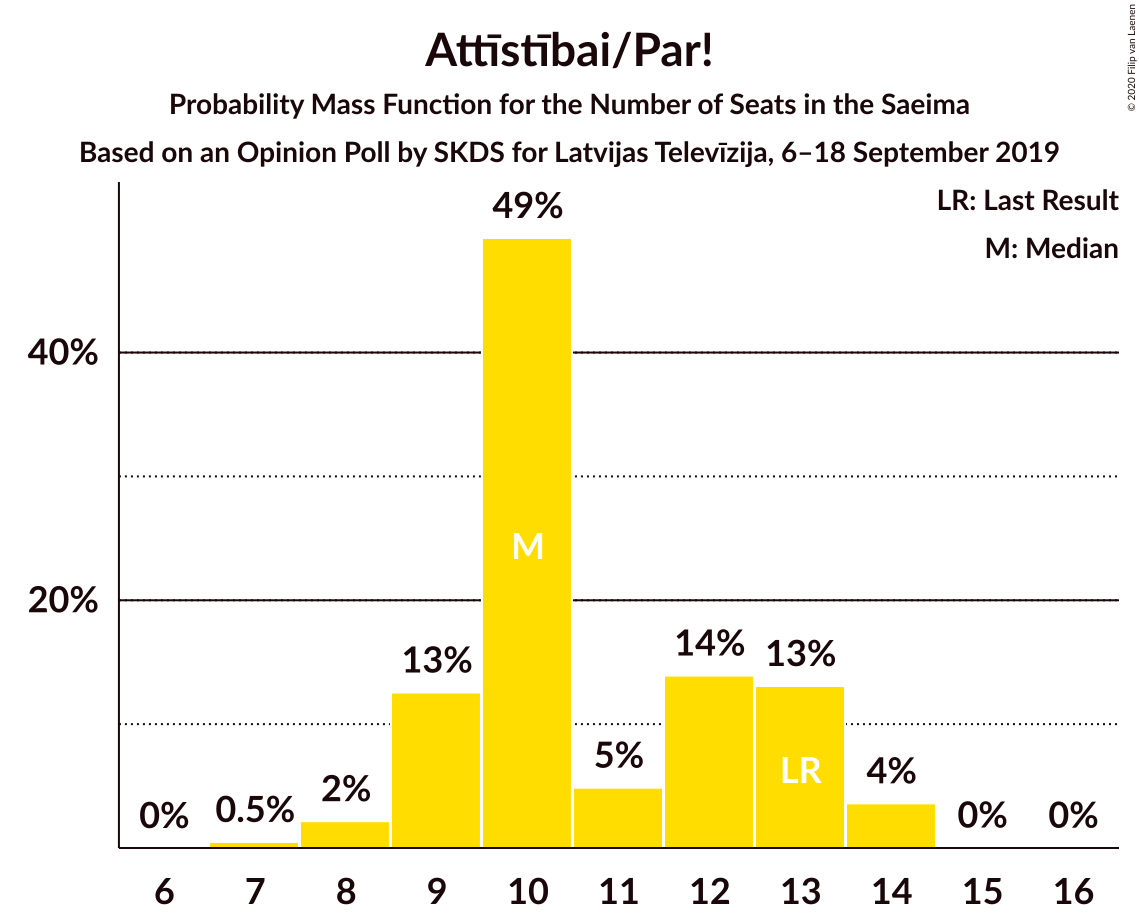 Attīstībai/Par!
Probability Mass Function for the Number of Seats in the Saeima
Based on an Opinion Poll by SKDS for Latvijas Televīzija, 6–18 September 2019
© 2020 Filip van Laenen
LR: Last Result
M: Median
40%
20%
0%
0.5%
2%
13%
49%
M
5%
14%
13%
LR
4%
0%
0%
6 7 8 9 10 11 12 13 14 15 16